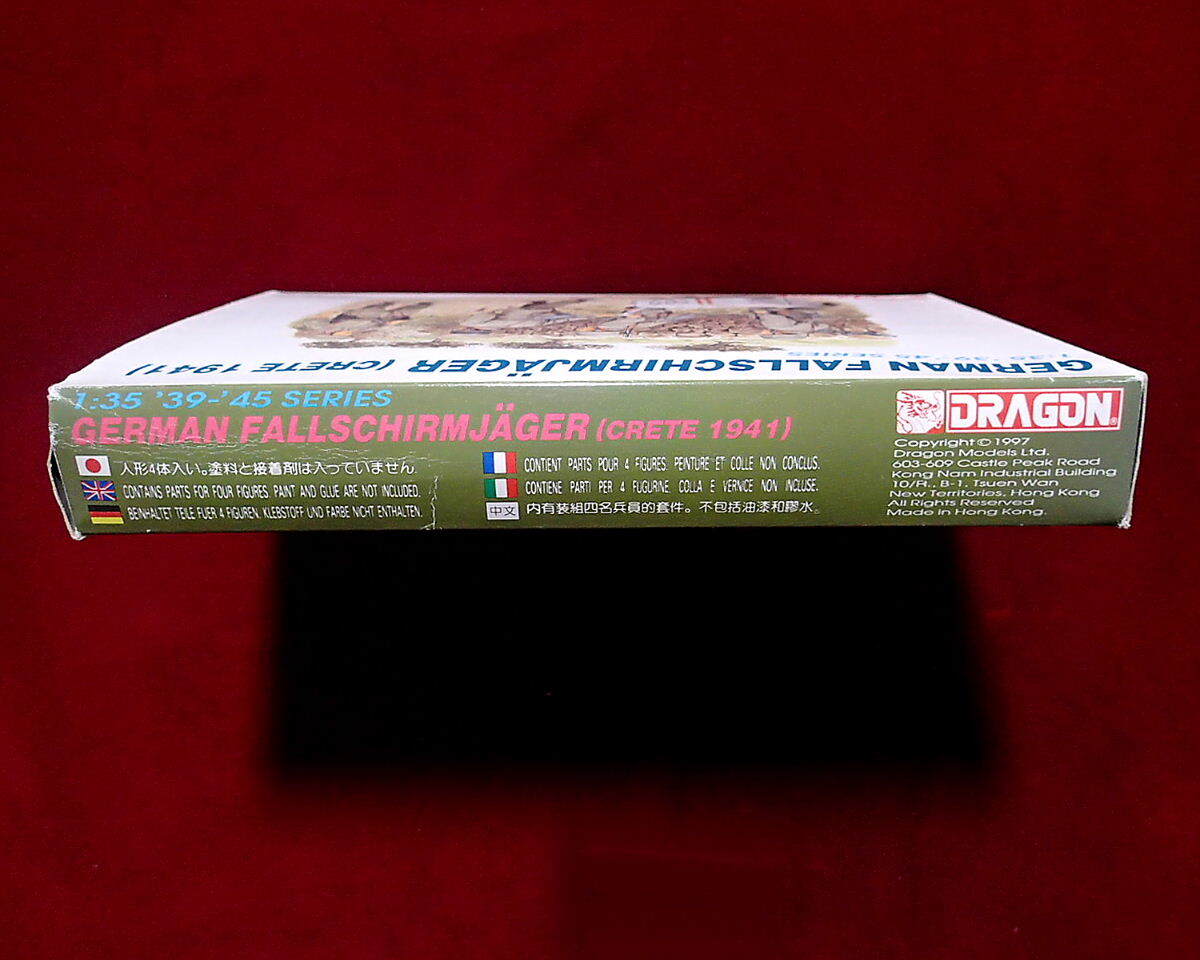 1:35 '39-'45 SERIES
GERMAN FALLSCHIRMJÄGER (CRETE 1941)
1:35 '39-'45 SERIES
GERMAN FALLSCHIRMJÄGER (CRETE 1941)
人形4体入い。塗料と接着剤は入っていません。
CONTAINS PARTS FOR FOUR FIGURES. PAINT AND GLUE ARE NOT INCLUDED.
BEINHALTET TEILE FUER 4 FIGUREN. KLEBSTOFF UND FARBE NICHT ENTHALTEN.
CONTIENT PARTS POUR 4 FIGURES. PEINTURE ET COLLE NON CONCLUS.
CONTIENE PARTI PER 4 FUGURINE. COLLA E VERNICE NON INCLUSE.
中文 内有装組四名兵員的套件。不包括油漆和膠水。
DRAGON®
Copyright © 1997
Dragon Models Ltd.
603-609 Castle Peak Road
Kong Nam Industrial Building
10/F1., B-1. Tsuen Wan
New Territories, Hong Kong
All Rights Reserved
Made in Hong Kong.